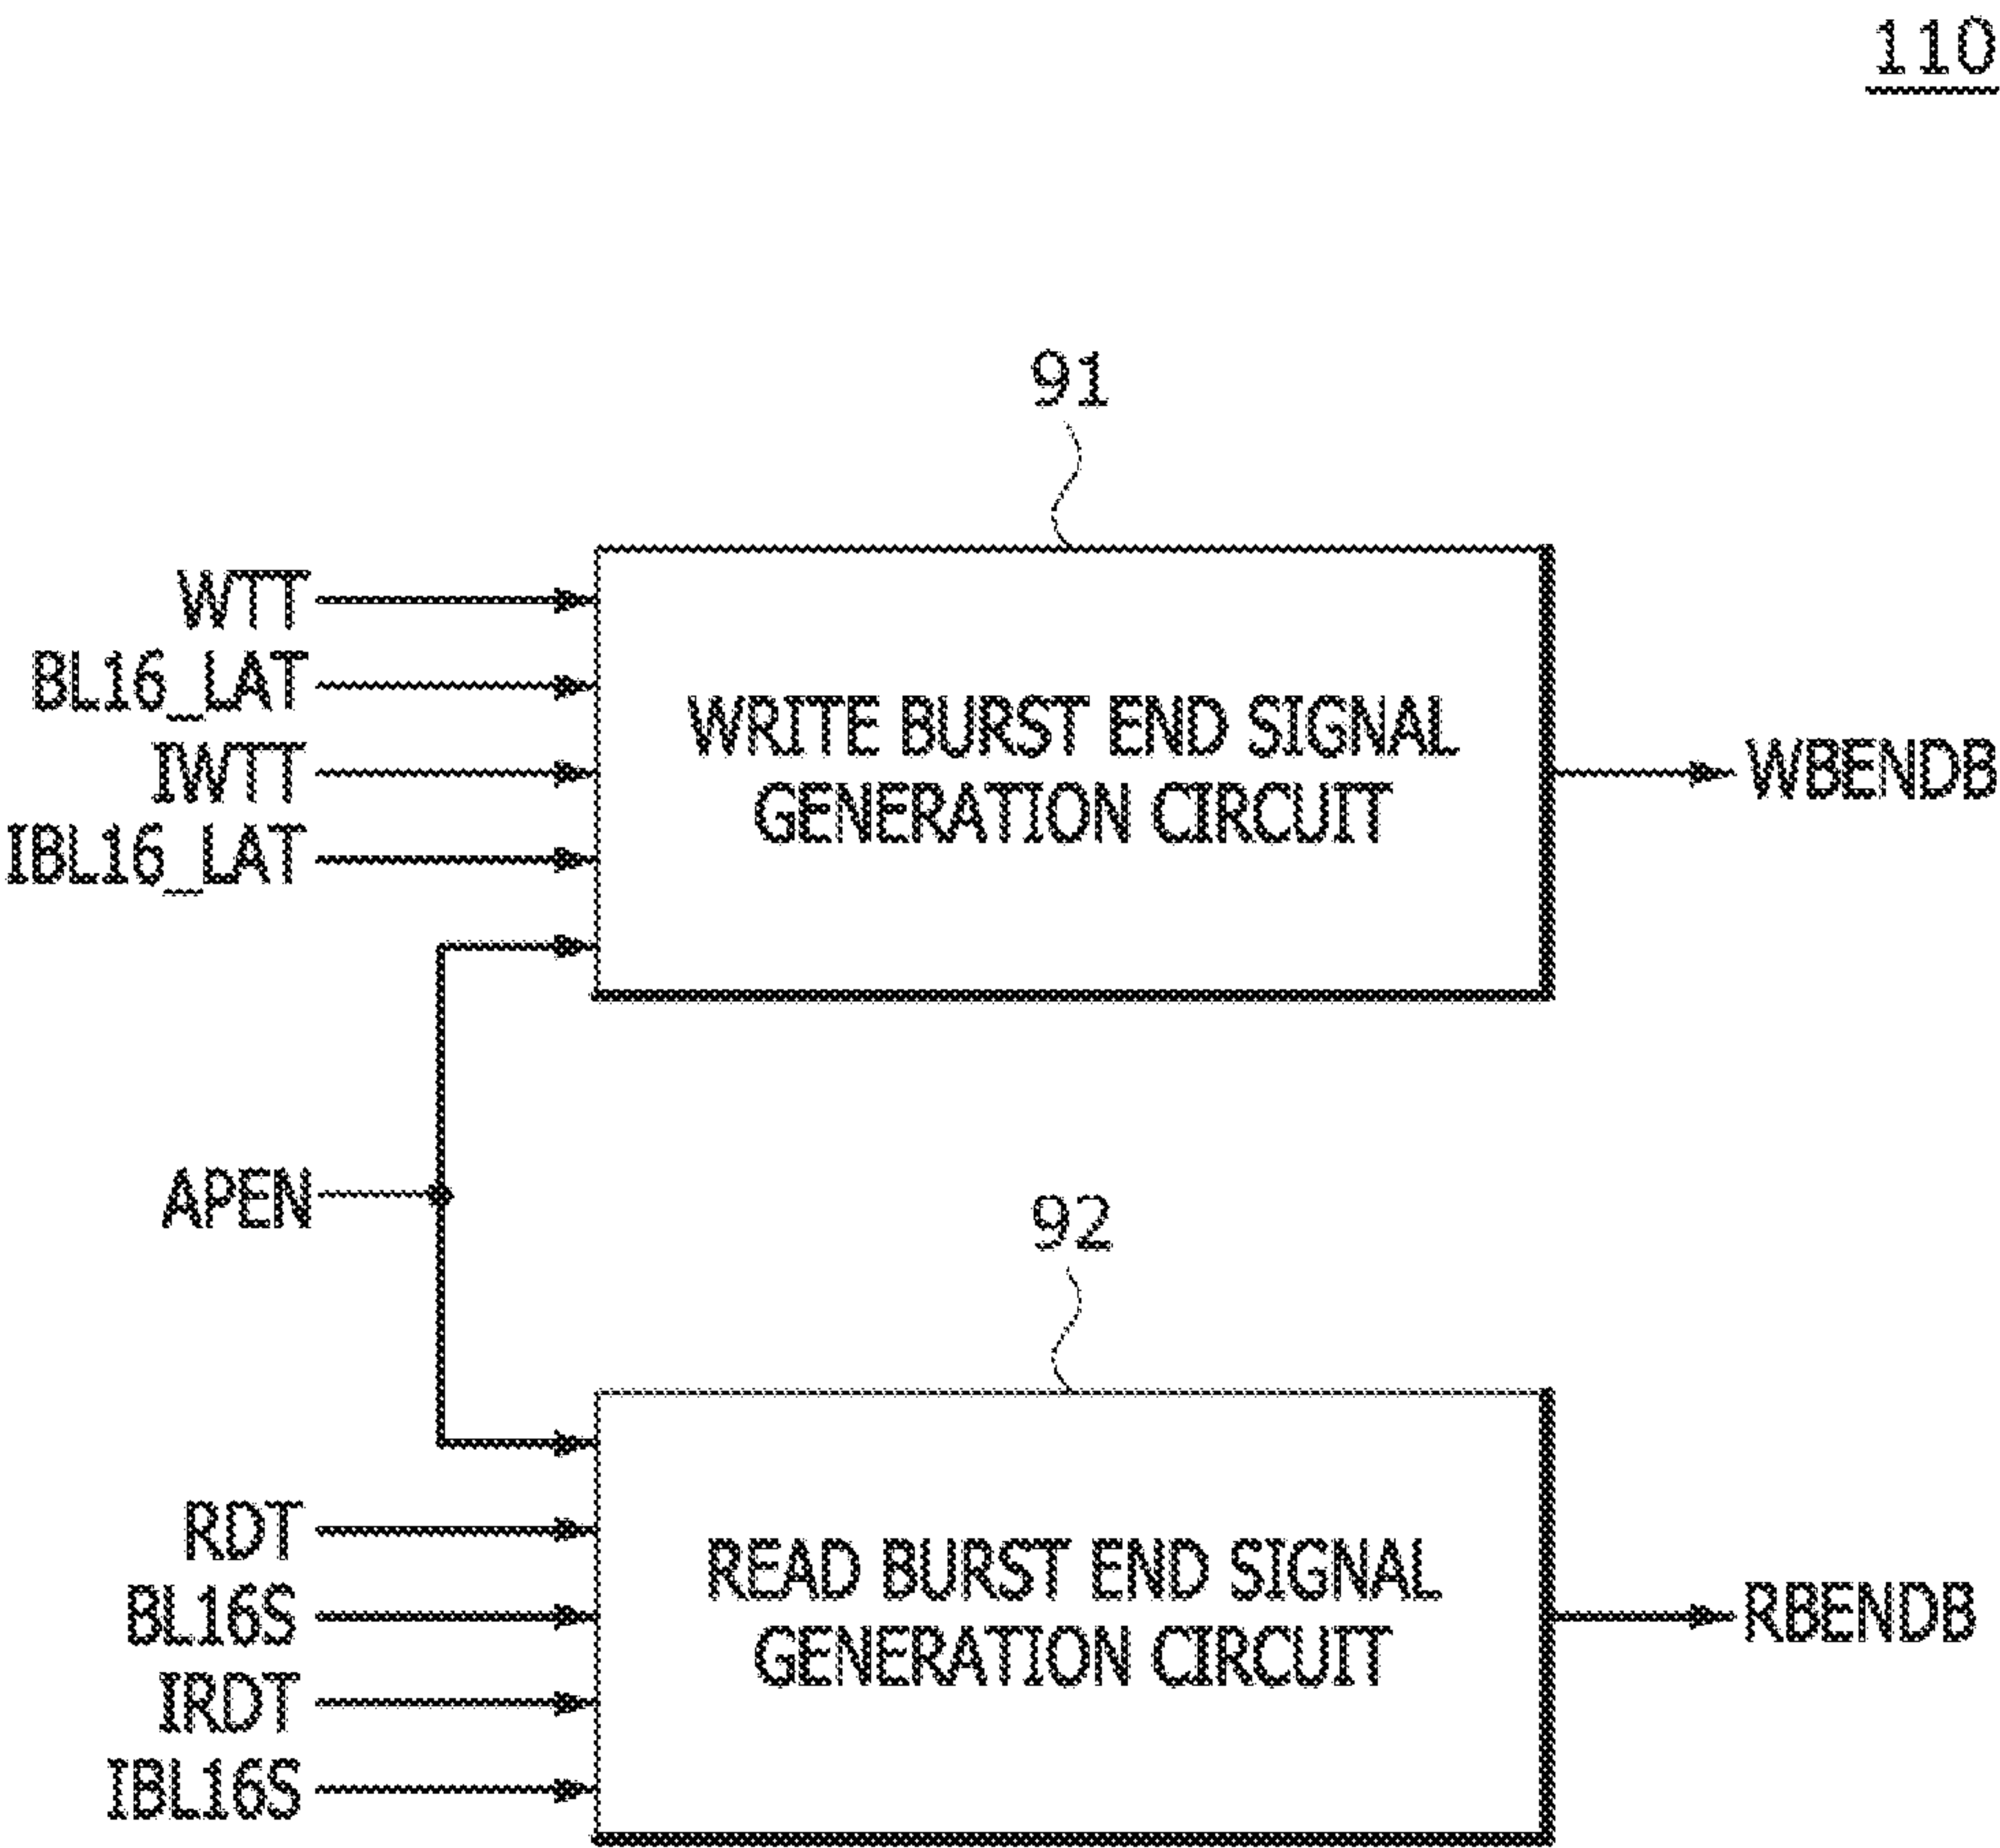 110
91
WTT
BL16_LAT
IWTT
IBL16_LAT
WRITE BURST END SIGNAL
GENERATION CIRCUIT
WBENDB
APEN
92
RDT
BL16S
IRDT
IBL16S
READ BURST END SIGNAL
GENERATION CIRCUIT
RBENDB